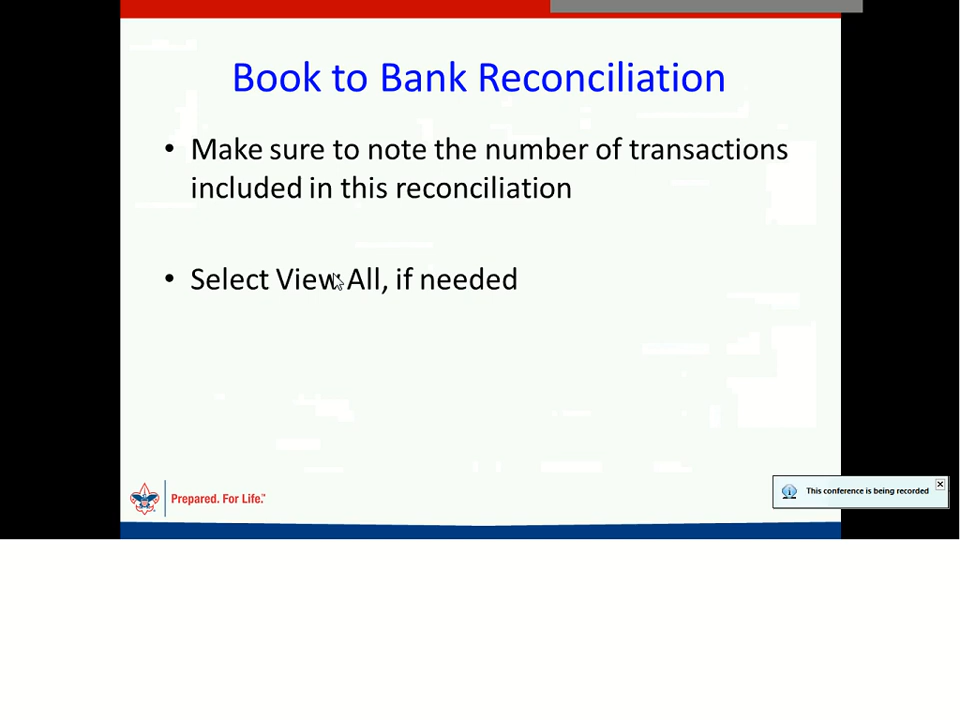 Book to Bank Reconciliation
• Make sure to note the number of transactions
included in this reconciliation
• Select View All, if needed
Prepared. For Life.™
This conference is being recorded